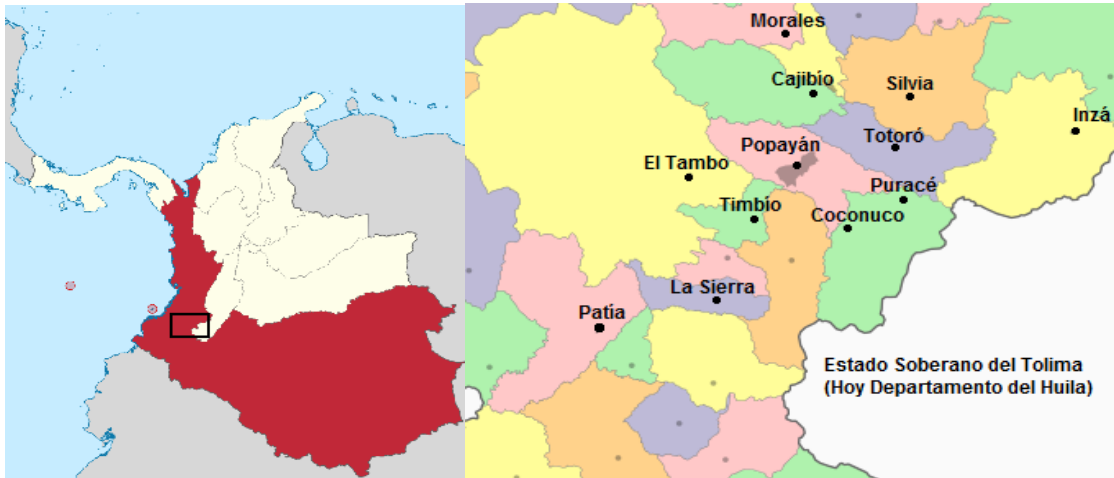 Morales
Cajibío
Silvia
Inzá
Totoró
Popayán
El Tambo
Puracé
Timbío
Coconuco
La Sierra
Patía
Estado Soberano del Tolima
(Hoy Departamento del Huila)